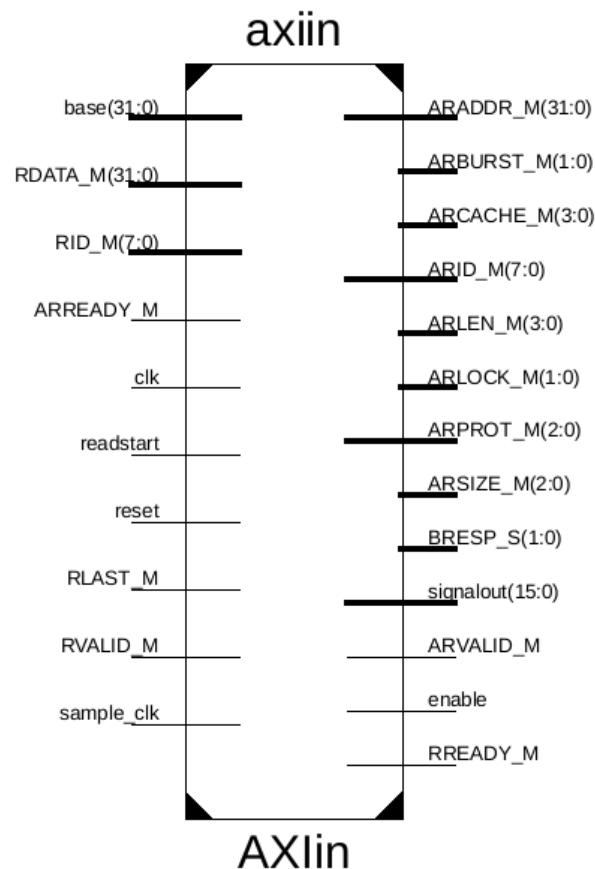 axiin
base(31:0)
RDATA_M(31:0)
RID_M(7:0)
ARREADY_M
clk
readstart
reset
RLAST_M
RVALID_M
sample_clk
ARADDR_M(31:0)
ARBURST_M(1:0)
ARCACHE_M(3:0)
ARID_M(7:0)
ARLEN_M(3:0)
ARLOCK_M(1:0)
ARPROT_M(2:0)
ARSIZE_M(2:0)
BRESP_S(1:0)
signalout(15:0)
ARVALID_M
enable
RREADY_M
AXIin